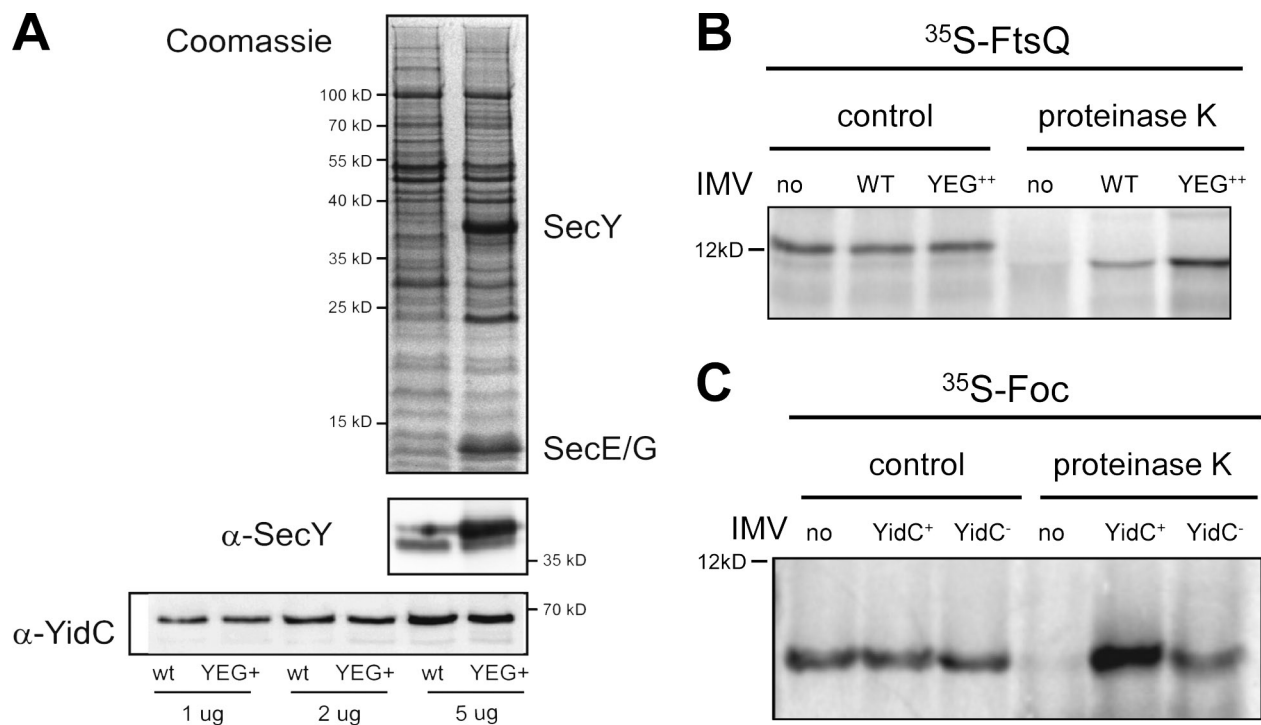 A
Coomassie
100 kD
70 kD
55 kD
40 kD
SecY
35 kD
25 kD
15 kD
SecE/G
α-SecY
35 kD
α-YidC
70 kD
wt YEG+ wt YEG+ wt YEG+
1 ug 2 ug 5 ug
B
³⁵S-FtsQ
control proteinase K
IMV no WT YEG⁺⁺ no WT YEG⁺⁺
12kD
C
³⁵S-Foc
control proteinase K
IMV no YidC⁺ YidC⁻ no YidC⁺ YidC⁻
12kD